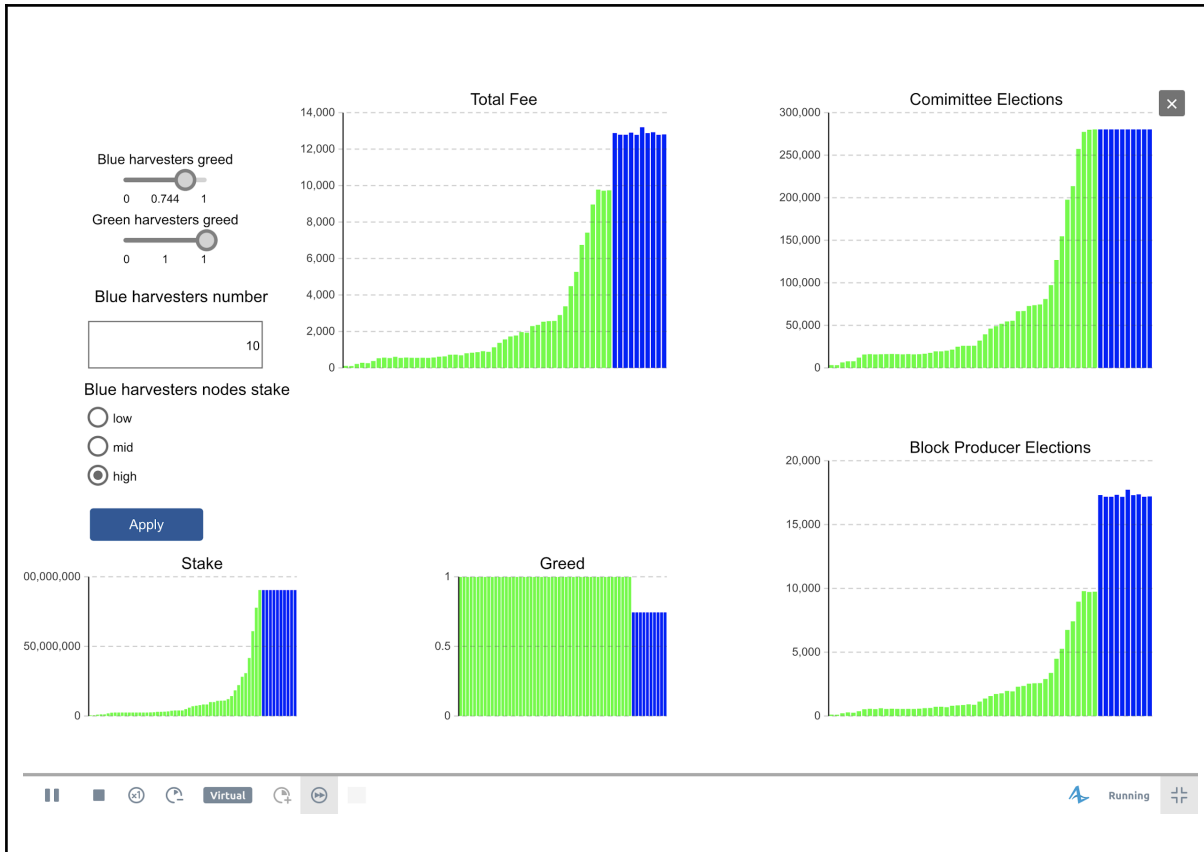 Total Fee
14,000
12,000
10,000
8,000
6,000
4,000
2,000
0
Comimittee Elections
300,000
250,000
200,000
150,000
100,000
50,000
0
Blue harvesters greed
0 0.744 1
Green harvesters greed
0 1 1
Blue harvesters number
10
Blue harvesters nodes stake
low
mid
high
Apply
Block Producer Elections
20,000
15,000
10,000
5,000
0
Stake
00,000,000
50,000,000
0
Greed
1
0.5
0
x1
Virtual
Running